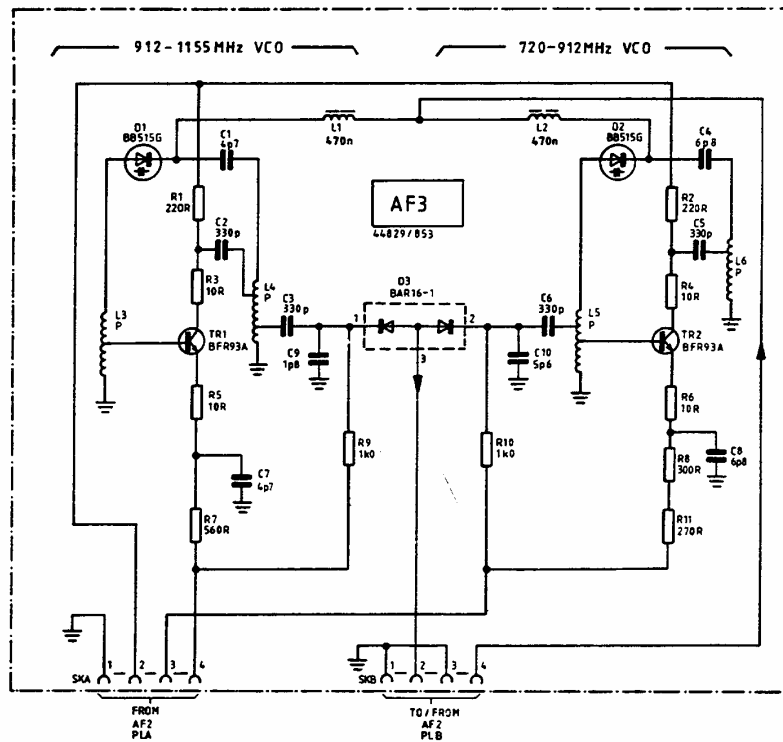 912-1155MHz VCO
720-912MHz VCO
D1
BB515G
C1
4p7
L1
470n
L2
470n
D2
BB515G
C4
6p8
R1
220R
C2
330p
AF3
44829/853
R2
220R
C5
330p
L6
P
R3
10R
L4
P
C3
330p
D3
BAR16-1
C6
330p
L5
P
R4
10R
L3
P
TR1
BFR93A
1
2
3
C9
1p8
C10
5p6
TR2
BFR93A
R5
10R
R6
10R
R9
1k0
R10
1k0
C7
4p7
R8
300R
C8
6p8
R7
560R
R11
270R
SKA
1
2
3
4
SKB
1
2
3
4
FROM
AF2
PLA
TO/FROM
AF2
PLB